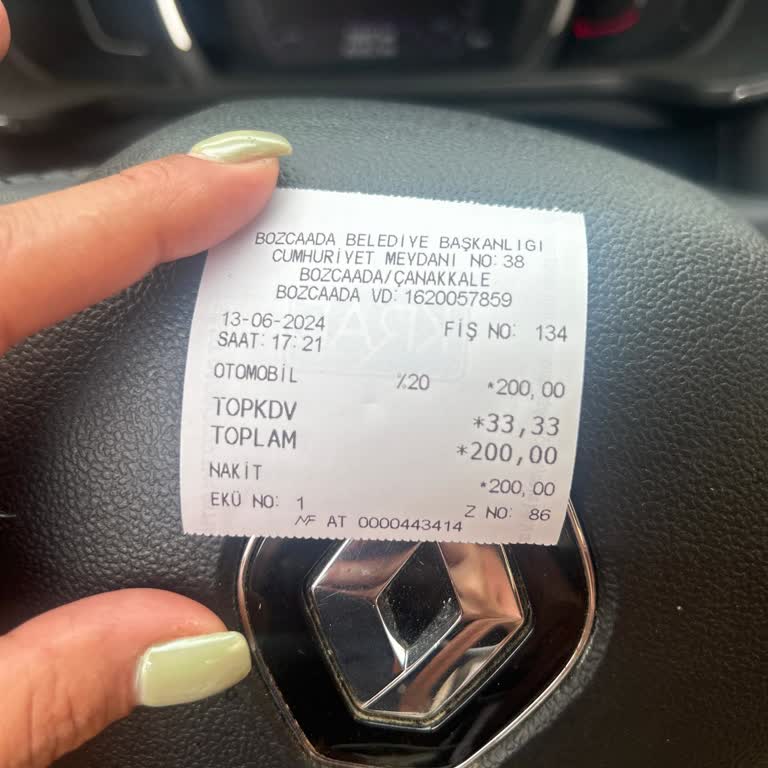 BOZCAADA BELEDİYE BAŞKANLIGI
CUMHURİYET MEYDANI NO: 38
BOZCAADA/ÇANAKKALE
BOZCAADA VD: 1620057859
13-06-2024 FİŞ NO: 134
SAAT: 17:21
OTOMOBİL %20 *200,00
TOPKDV *33,33
TOPLAM *200,00
NAKİT *200,00
EKÜ NO: 1 Z NO: 86
MF AT 0000443414